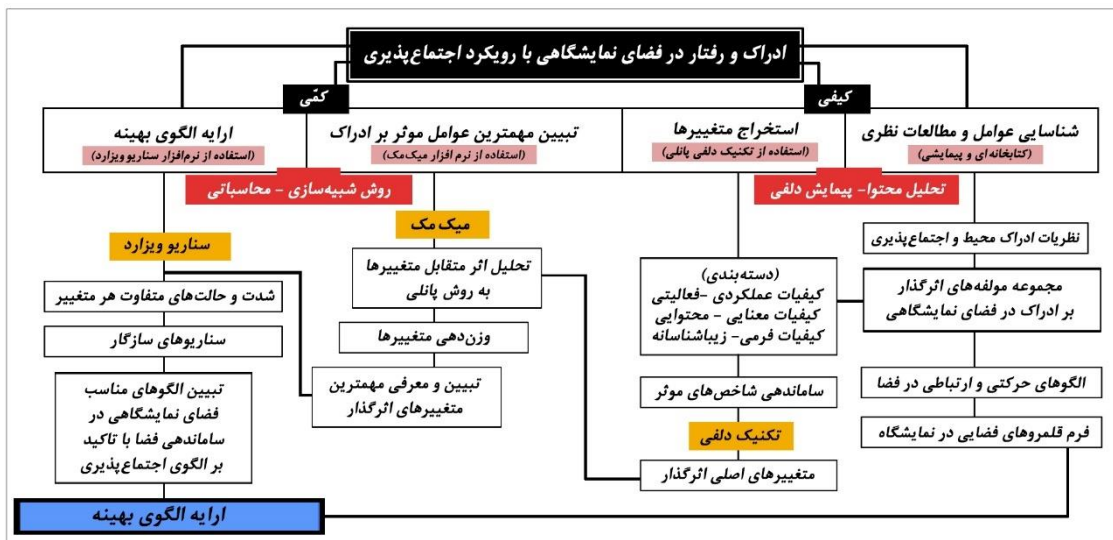 ادراک و رفتار در فضای نمایشگاهی با رویکرد اجتماع‌پذیری
کیفی
کمّی
شناسایی عوامل و مطالعات نظری
(کتابخانه‌ای و پیمایشی)
استخراج متغییرها
(استفاده از تکنیک دلفی پانلی)
تبیین مهمترین عوامل موثر بر ادراک
(استفاده از نرم افزار میک‌مک)
ارایه الگوی بهینه
(استفاده از نرم‌افزار سناریو ویزارد)
تحلیل محتوا- پیمایش دلفی
روش شبیه‌سازی - محاسباتی
نظریات ادراک محیط و اجتماع‌پذیری
مجموعه مولفه‌های اثرگذار
بر ادراک در فضای نمایشگاهی
الگوهای حرکتی و ارتباطی در فضا
فرم قلمروهای فضایی در نمایشگاه
(دسته‌بندی)
کیفیات عملکردی -فعالیتی
کیفیات معنایی - محتوایی
کیفیات فرمی- زیباشناسانه
ساماندهی شاخص‌های موثر
تکنیک دلفی
متغییرهای اصلی اثرگذار
میک مک
تحلیل اثر متقابل متغییرها
به روش پانلی
وزن‌دهی متغییرها
تبیین و معرفی مهمترین
متغییرهای اثرگذار
سناریو ویزارد
شدت و حالت‌های متفاوت هر متغییر
سناریوهای سازگار
تبیین الگوهای مناسب
فضای نمایشگاهی در
ساماندهی فضا با تاکید
بر الگوی اجتماع‌پذیری
ارایه الگوی بهینه